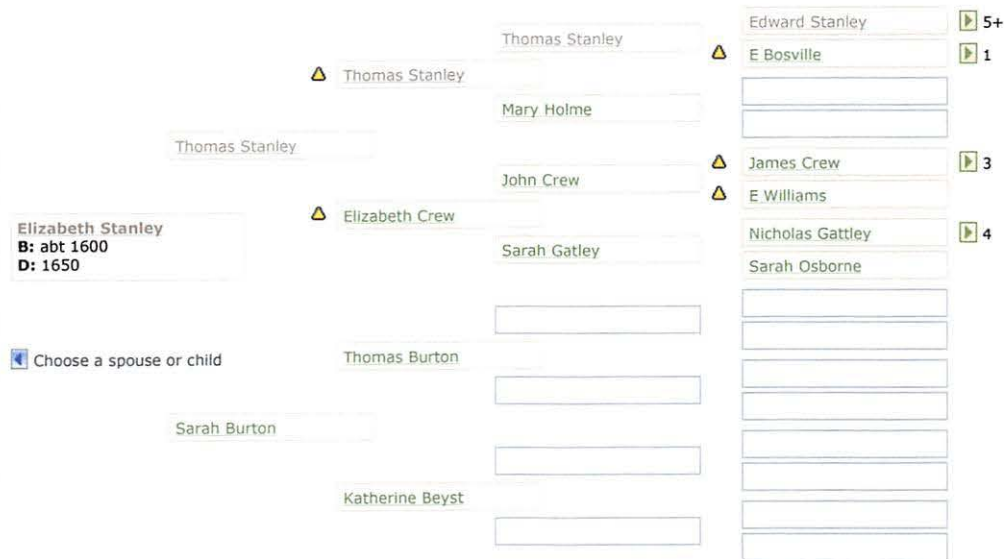 Edward Stanley 5+
Thomas Stanley
E Bosville 1
Thomas Stanley
Mary Holme
Thomas Stanley
James Crew 3
John Crew
E Williams
Elizabeth Crew
Elizabeth Stanley
B: abt 1600
D: 1650
Nicholas Gattley 4
Sarah Gatley
Sarah Osborne
Choose a spouse or child
Thomas Burton
Sarah Burton
Katherine Beyst